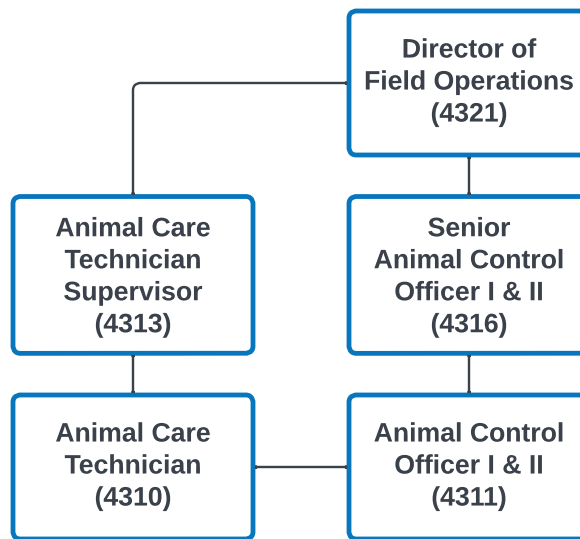 Director of
Field Operations
(4321)
Animal Care
Technician
Supervisor
(4313)
Senior
Animal Control
Officer I & II
(4316)
Animal Care
Technician
(4310)
Animal Control
Officer I & II
(4311)